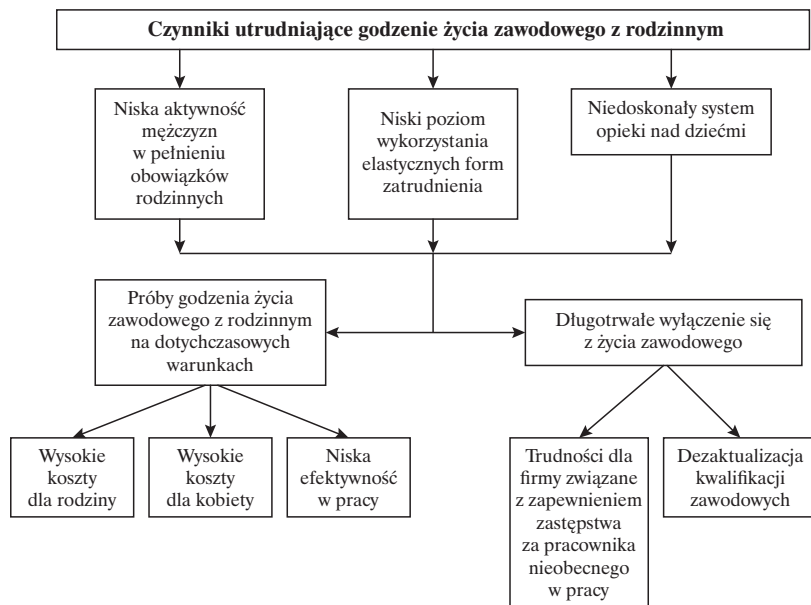 Czynniki utrudniające godzenie życia zawodowego z rodzinnym
Niska aktywność
mężczyzn
w pełnieniu
obowiązków
rodzinnych
Niski poziom
wykorzystania
elastycznych form
zatrudnienia
Niedoskonały system
opieki nad dziećmi
Próby godzenia życia
zawodowego z rodzinnym
na dotychczasowych
warunkach
Długotrwałe wyłączenie się
z życia zawodowego
Wysokie
koszty
dla rodziny
Wysokie
koszty
dla kobiety
Niska
efektywność
w pracy
Trudności dla
firmy związane
z zapewnieniem
zastępstwa
za pracownika
nieobecnego
w pracy
Dezaktualizacja
kwalifikacji
zawodowych